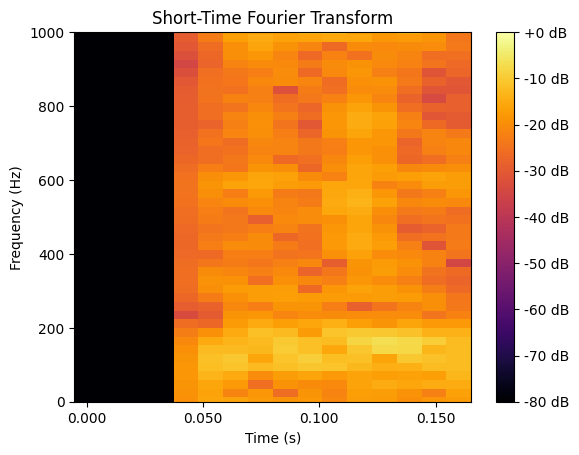 Short-Time Fourier Transform
Frequency (Hz)
1000
800
600
400
200
0
0.000
0.050
0.100
0.150
Time (s)
+0 dB
-10 dB
-20 dB
-30 dB
-40 dB
-50 dB
-60 dB
-70 dB
-80 dB